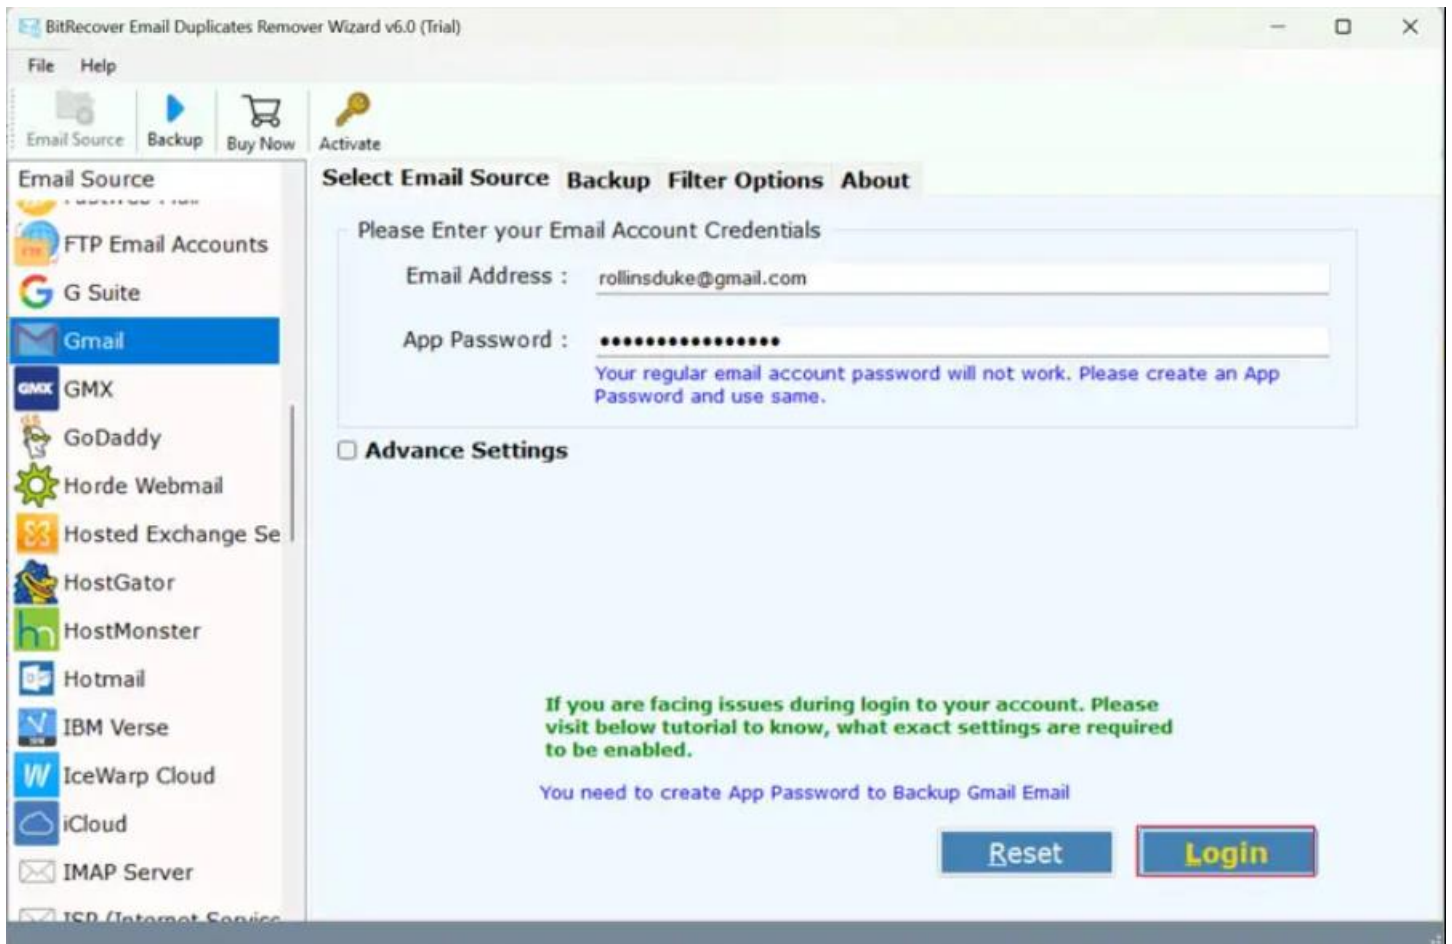 BitRecover Email Duplicates Remover Wizard v6.0 (Trial)
File Help
Email Source Backup Buy Now Activate
Email Source
FTP Email Accounts
G Suite
Gmail
GMX
GoDaddy
Horde Webmail
Hosted Exchange Se
HostGator
HostMonster
Hotmail
IBM Verse
IceWarp Cloud
iCloud
IMAP Server
Select Email Source Backup Filter Options About
Please Enter your Email Account Credentials
Email Address : rollinsduke@gmail.com
App Password : ••••••••••••••••
Your regular email account password will not work. Please create an App
Password and use same.
Advance Settings
If you are facing issues during login to your account. Please
visit below tutorial to know, what exact settings are required
to be enabled.
You need to create App Password to Backup Gmail Email
Reset Login